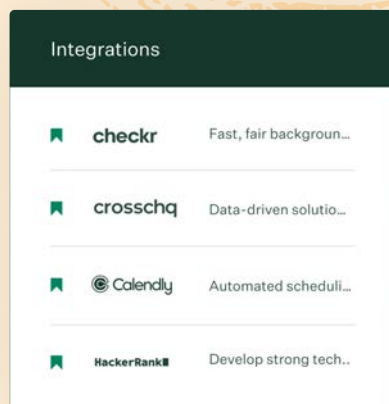 Integrations
checkr Fast, fair backgroun...
crosschq Data-driven solutio...
Calendly Automated scheduli...
HackerRank Develop strong tech..